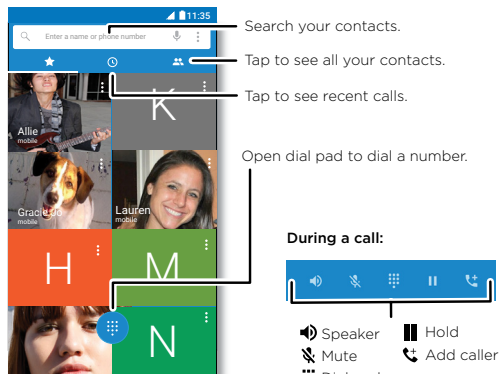 11:35
Enter a name or phone number
Search your contacts.
Tap to see all your contacts.
Tap to see recent calls.
K
Allie
mobile
Open dial pad to dial a number.
Gracie Jo
mobile
Lauren
mobile
During a call:
H
M
Speaker
Hold
Mute
Add caller
N